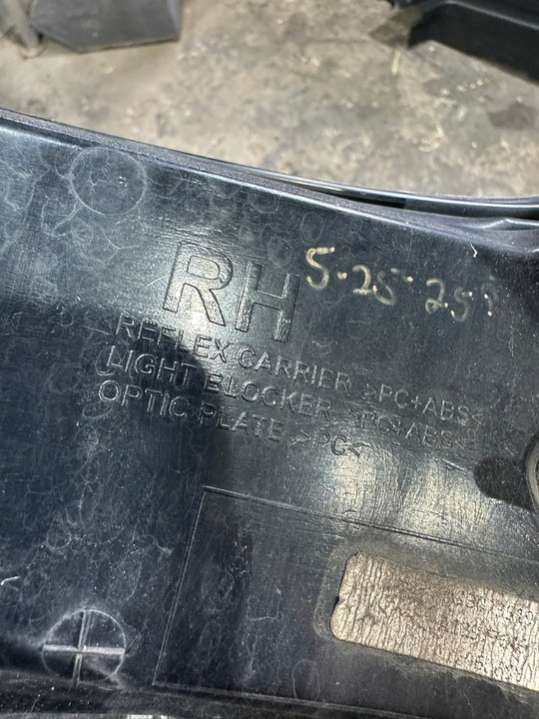 RH
5-25-25
REFLEX CARRIER >PC+ABS<
LIGHT BLOCKER >PC+ABS<
OPTIC PLATE >PC<